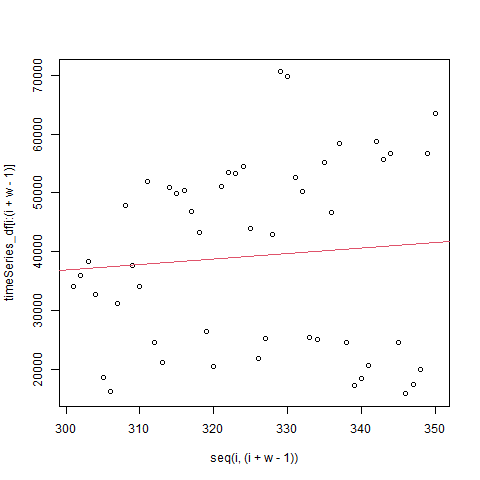 70000
60000
50000
40000
30000
20000
timeSeries_df[i:(i + w - 1)]
300 310 320 330 340 350
seq(i, (i + w - 1))